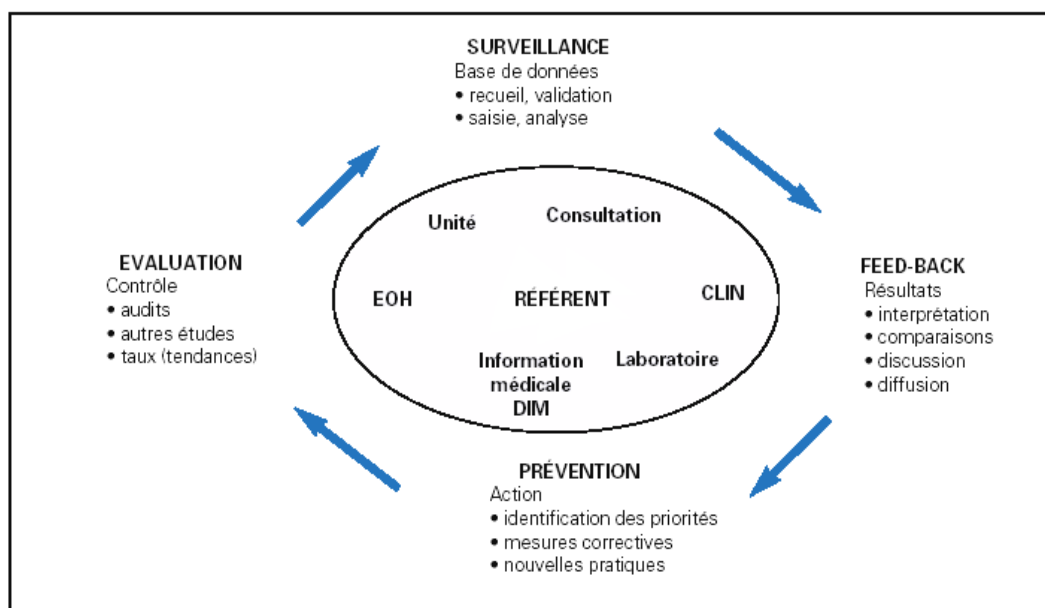 SURVEILLANCE
Base de données
• recueil, validation
• saisie, analyse
Unité
Consultation
EVALUATION
Contrôle
• audits
• autres études
• taux (tendances)
EOH
RÉFÉRENT
CLIN
FEED-BACK
Résultats
• interprétation
• comparaisons
• discussion
• diffusion
Information
médicale
DIM
Laboratoire
PRÉVENTION
Action
• identification des priorités
• mesures correctives
• nouvelles pratiques